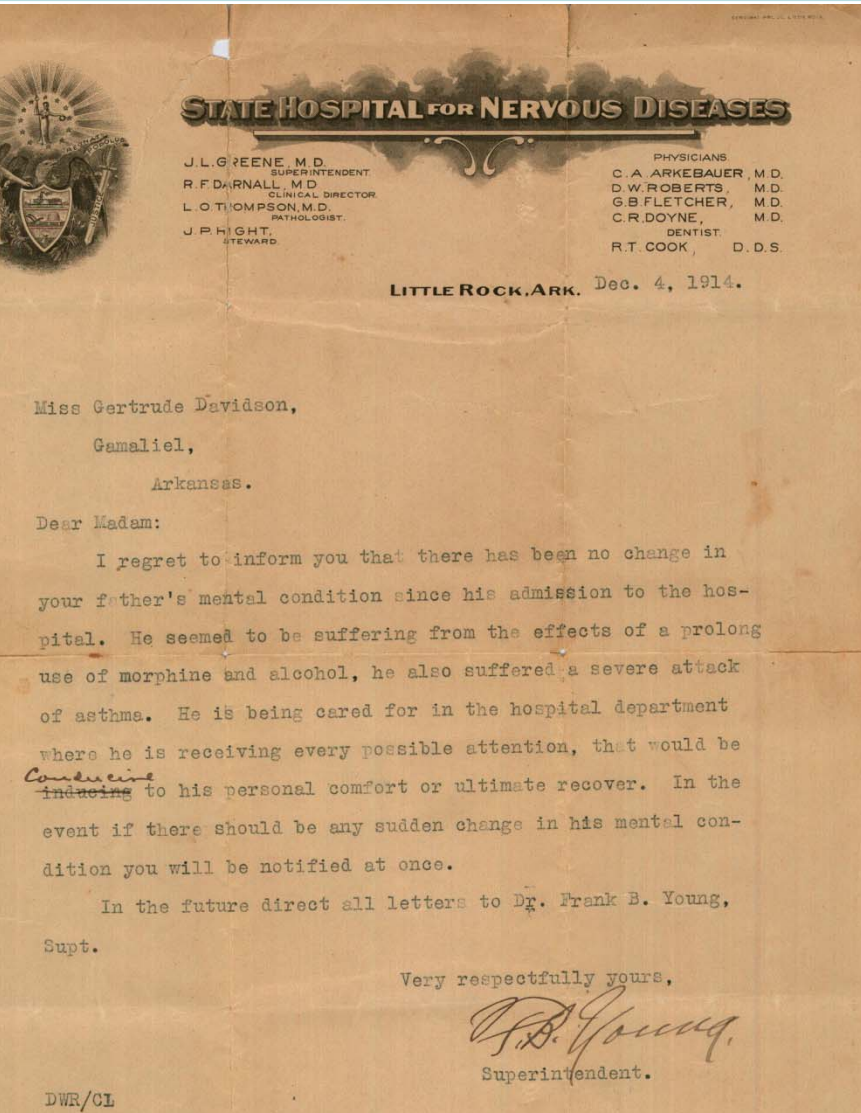 STATE HOSPITAL FOR NERVOUS DISEASES
J.L.GREENE, M.D.
SUPERINTENDENT.
R.F.DARNALL, M D
CLINICAL DIRECTOR.
L.O.THOMPSON, M.D.
PATHOLOGIST.
J.P.HIGHT,
STEWARD.
PHYSICIANS.
C.A. ARKEBAUER, M.D.
D.W.ROBERTS, M.D.
G.B.FLETCHER, M.D.
C.R.DOYNE, M.D.
DENTIST.
R.T. COOK, D.D.S.
LITTLE ROCK, ARK. Dec. 4, 1914.
Miss Gertrude Davidson,
Gamaliel,
Arkansas.
Dear Madam:
I regret to inform you that there has been no change in
your father's mental condition since his admission to the hos-
pital. He seemed to be suffering from the effects of a prolong
use of morphine and alcohol, he also suffered a severe attack
of asthma. He is being cared for in the hospital department
where he is receiving every possible attention, that would be
Conducive
inducing to his personal comfort or ultimate recover. In the
event if there should be any sudden change in his mental con-
dition you will be notified at once.
In the future direct all letters to Dr. Frank B. Young,
Supt.
Very respectfully yours,
F.B. Young.
Superintendent.
DWR/CL